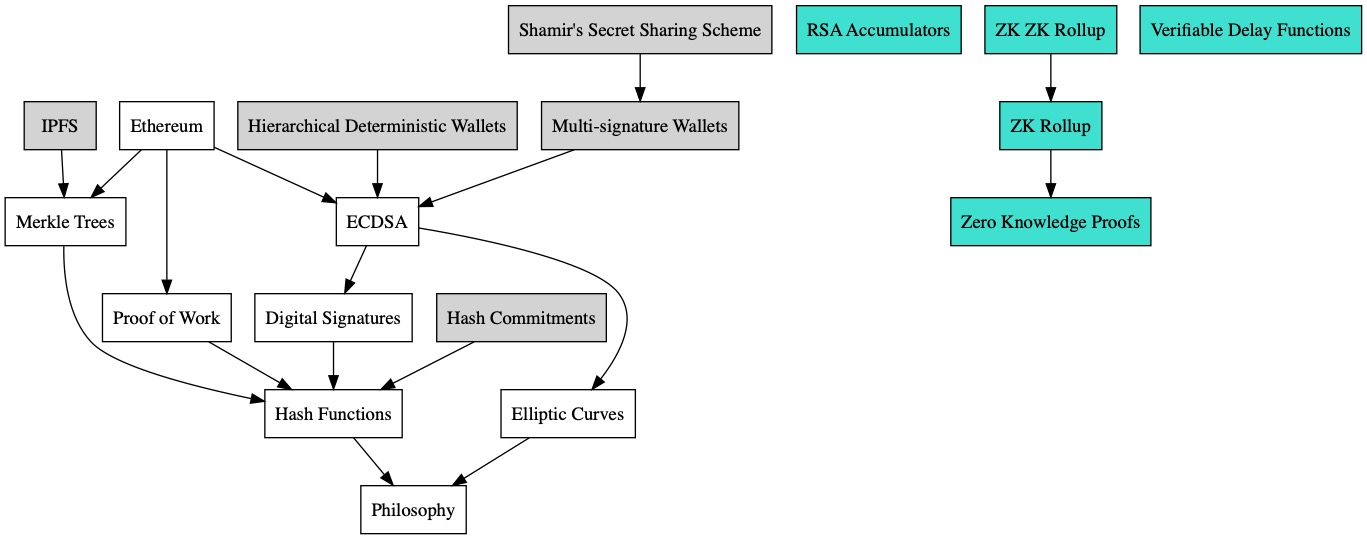 Shamir's Secret Sharing Scheme
RSA Accumulators
ZK ZK Rollup
Verifiable Delay Functions
IPFS
Ethereum
Hierarchical Deterministic Wallets
Multi-signature Wallets
ZK Rollup
Merkle Trees
ECDSA
Zero Knowledge Proofs
Proof of Work
Digital Signatures
Hash Commitments
Hash Functions
Elliptic Curves
Philosophy